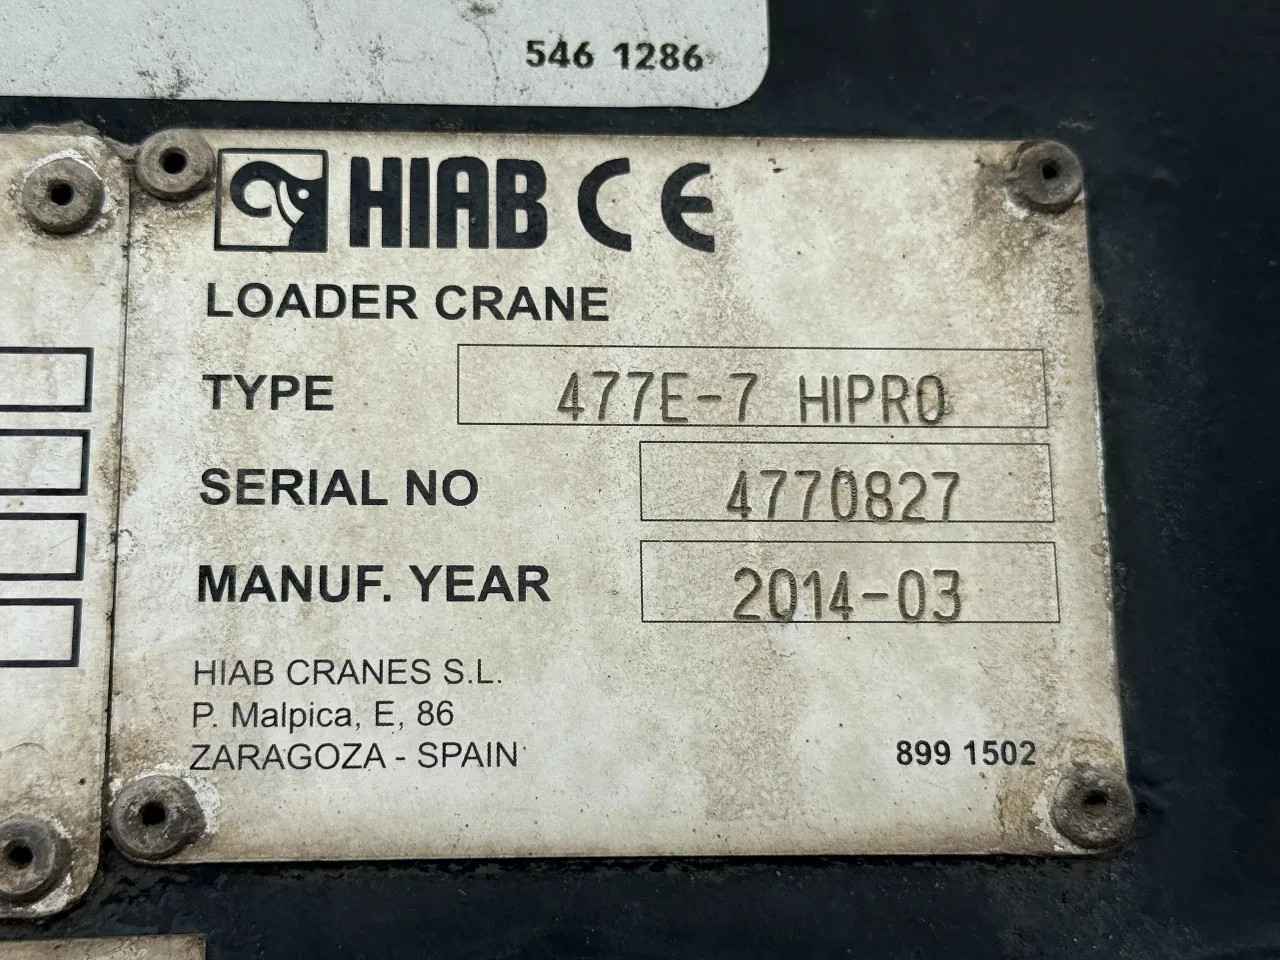 546 1286
HIAB CE
LOADER CRANE
TYPE 477E-7 HIPRO
SERIAL NO 4770827
MANUF. YEAR 2014-03
HIAB CRANES S.L.
P. Malpica, E, 86
ZARAGOZA - SPAIN
899 1502